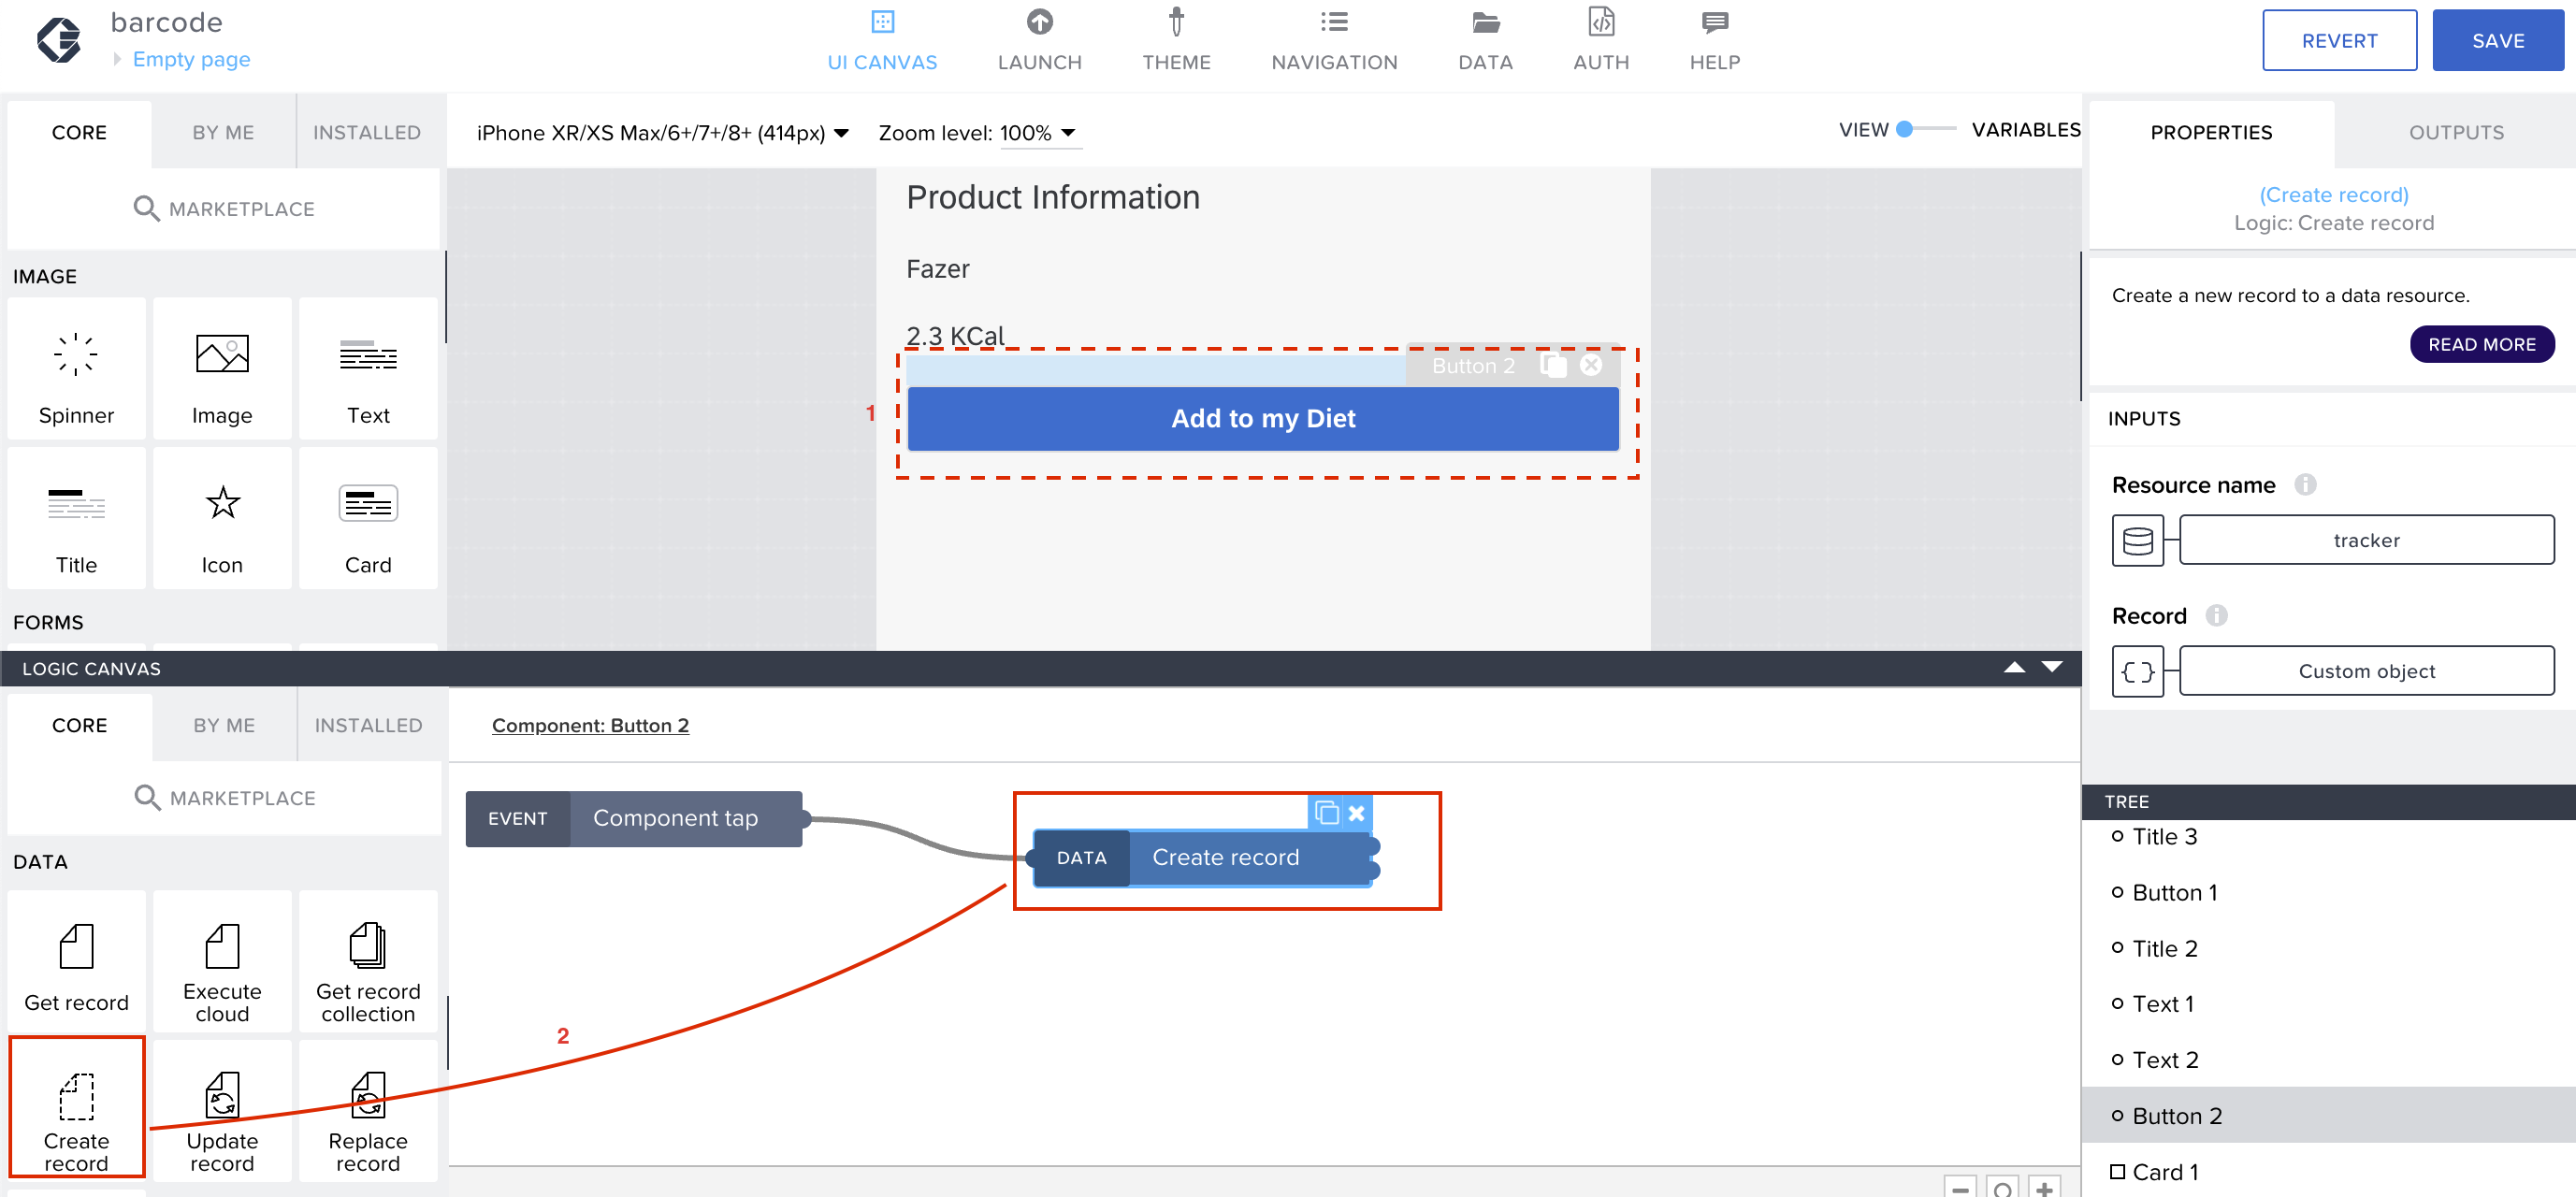 barcode
Empty page
UI CANVAS
LAUNCH
THEME
NAVIGATION
DATA
AUTH
HELP
REVERT
SAVE
CORE
BY ME
INSTALLED
MARKETPLACE
IMAGE
Spinner
Image
Text
Title
Icon
Card
FORMS
iPhone XR/XS Max/6+/7+/8+ (414px)
Zoom level: 100%
VIEW
VARIABLES
Product Information
Fazer
2.3 KCal
Button 2
1
Add to my Diet
PROPERTIES
OUTPUTS
(Create record)
Logic: Create record
Create a new record to a data resource.
READ MORE
INPUTS
Resource name
tracker
Record
Custom object
LOGIC CANVAS
CORE
BY ME
INSTALLED
MARKETPLACE
DATA
Get record
Execute
cloud
Get record
collection
Create
record
Update
record
Replace
record
Component: Button 2
EVENT
Component tap
DATA
Create record
2
TREE
Title 3
Button 1
Title 2
Text 1
Text 2
Button 2
Card 1